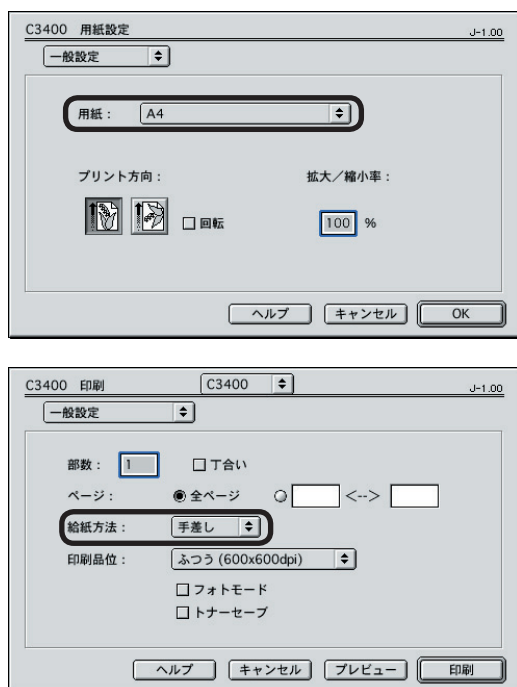 C3400 用紙設定 J-1.00
一般設定
用紙： A4
プリント方向： 拡大／縮小率：
回転 100 %
ヘルプ キャンセル OK
C3400 印刷 C3400 J-1.00
一般設定
部数： 1 丁合い
ページ： 全ページ <-->
給紙方法： 手差し
印刷品位： ふつう (600x600dpi)
フォトモード
トナーセーブ
ヘルプ キャンセル プレビュー 印刷